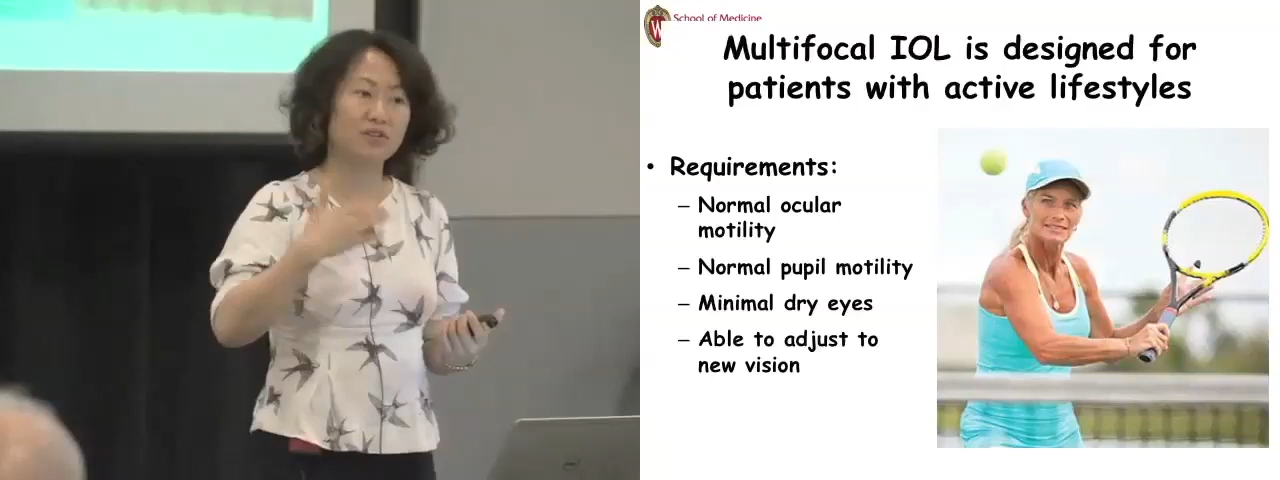 School of Medicine
Multifocal IOL is designed for
patients with active lifestyles
• Requirements:
– Normal ocular
motility
– Normal pupil motility
– Minimal dry eyes
– Able to adjust to
new vision